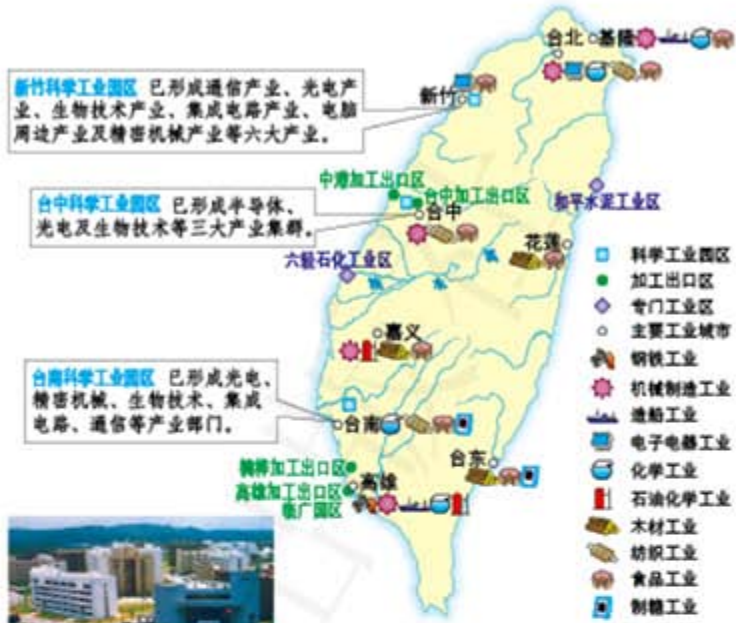 台北
基隆
新竹科学工业园区 已形成通信产业、光电产
业、生物技术产业、集成电路产业、电脑
周边产业及精密机械产业等六大产业。
新竹
中港加工出口区
台中加工出口区
和平水泥工业区
台中科学工业园区 已形成半导体、
光电及生物技术等三大产业集群。
台中
花莲
六轻石化工业区
浊
水
溪
嘉义
台南科学工业园区 已形成光电、
精密机械、生物技术、集成
电路、通信等产业部门。
台南
台东
楠梓加工出口区
高雄
高雄加工出口区
临广园区
科学工业园区
加工出口区
专门工业区
主要工业城市
钢铁工业
机械制造工业
造船工业
电子电器工业
化学工业
石油化学工业
木材工业
纺织工业
食品工业
制糖工业